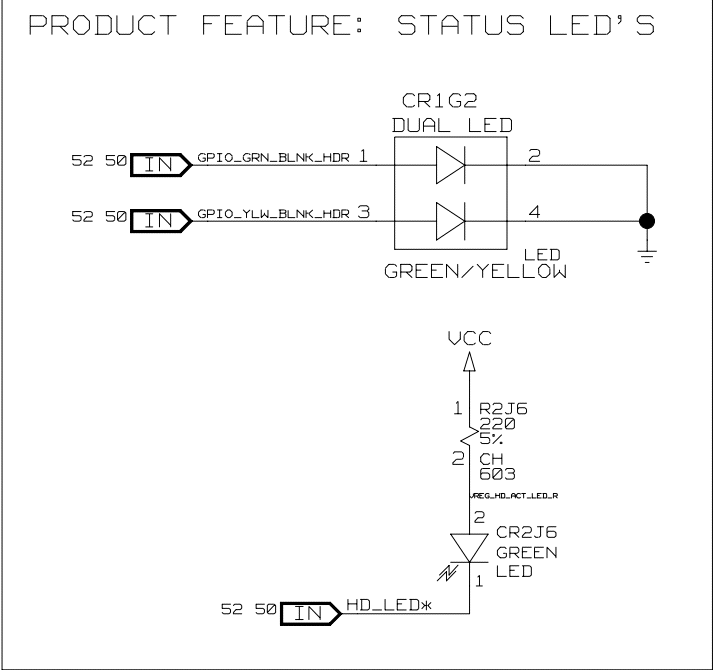 PRODUCT FEATURE: STATUS LED'S
CR1G2
DUAL LED
52 50 IN GPIO_GRN_BLNK_HDR 1 2
52 50 IN GPIO_YLW_BLNK_HDR 3 4
LED
GREEN/YELLOW
VCC
1 R2J6
220
5%
2 CH
603
VREG_HD_ACT_LED_R
2
CR2J6
GREEN
LED
1
52 50 IN HD_LED*